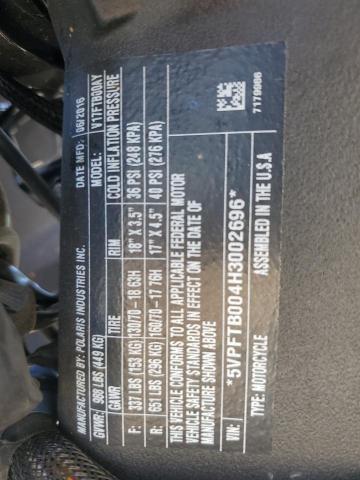 MANUFACTURED BY: POLARIS INDUSTRIES INC. DATE MFD: 06/2016
GVWR: 988 LBS (449 KG) V17TFTB00AY
GAWR TIRE RIM COLD INFLATION PRESSURE
F: 337 LBS (153 KG) 130/70 - 18 63H 18" X 3.5" 36 PSI (248 KPA)
R: 651 LBS (296 KG) 160/70 - 17 76H 17" X 4.5" 40 PSI (276 KPA)
THIS VEHICLE CONFORMS TO ALL APPLICABLE FEDERAL MOTOR
VEHICLE SAFETY STANDARDS IN EFFECT ON THE DATE OF
MANUFACTURE SHOWN ABOVE
7179966
VIN: *5VPFTB004H3002696*
TYPE: MOTORCYCLE ASSEMBLED IN THE U.S.A